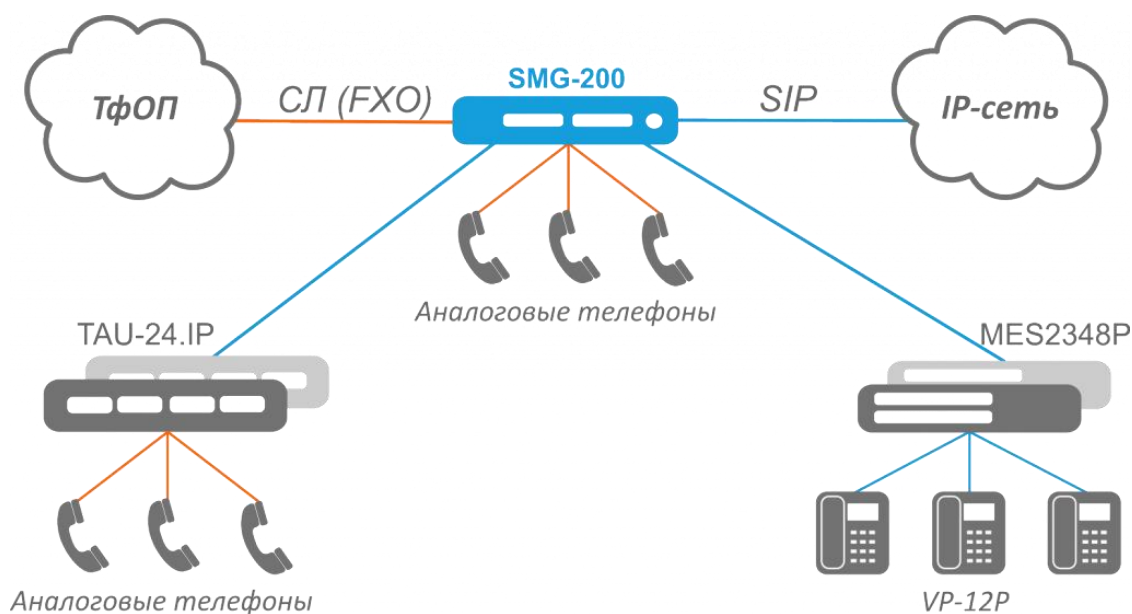 SMG-200
ТфОП
СЛ (FXO)
SIP
IP-сеть
Аналоговые телефоны
TAU-24.IP
MES2348P
Аналоговые телефоны
VP-12P